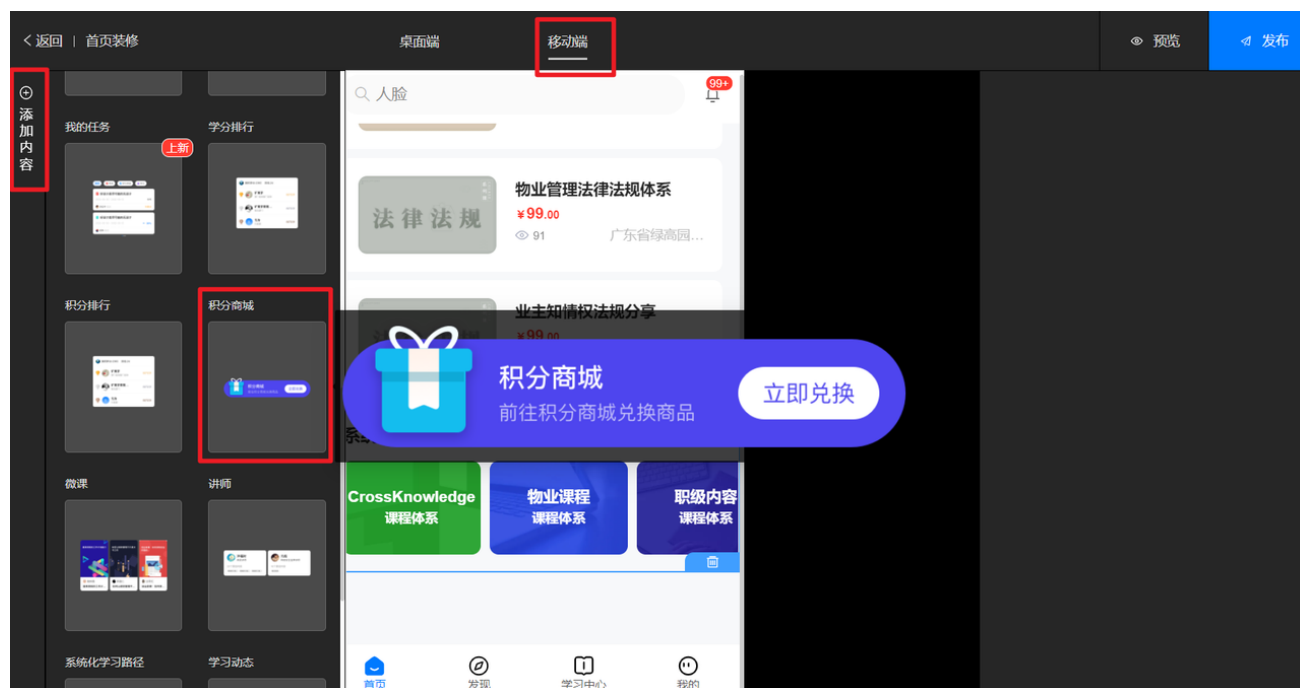 返回 | 首页装修
桌面端
移动端
预览
发布
添加内容
我的任务
上新
学分排行
积分排行
积分商城
微课
讲师
系统化学习路径
学习动态
人脸
99+
法律法规
物业管理法律法规体系
¥99.00
91
广东省绿高园...
业主知情权法规分享
¥99.00
积分商城
前往积分商城兑换商品
立即兑换
CrossKnowledge
课程体系
物业课程
课程体系
职级内容
课程体系
首页
发现
学习中心
我的